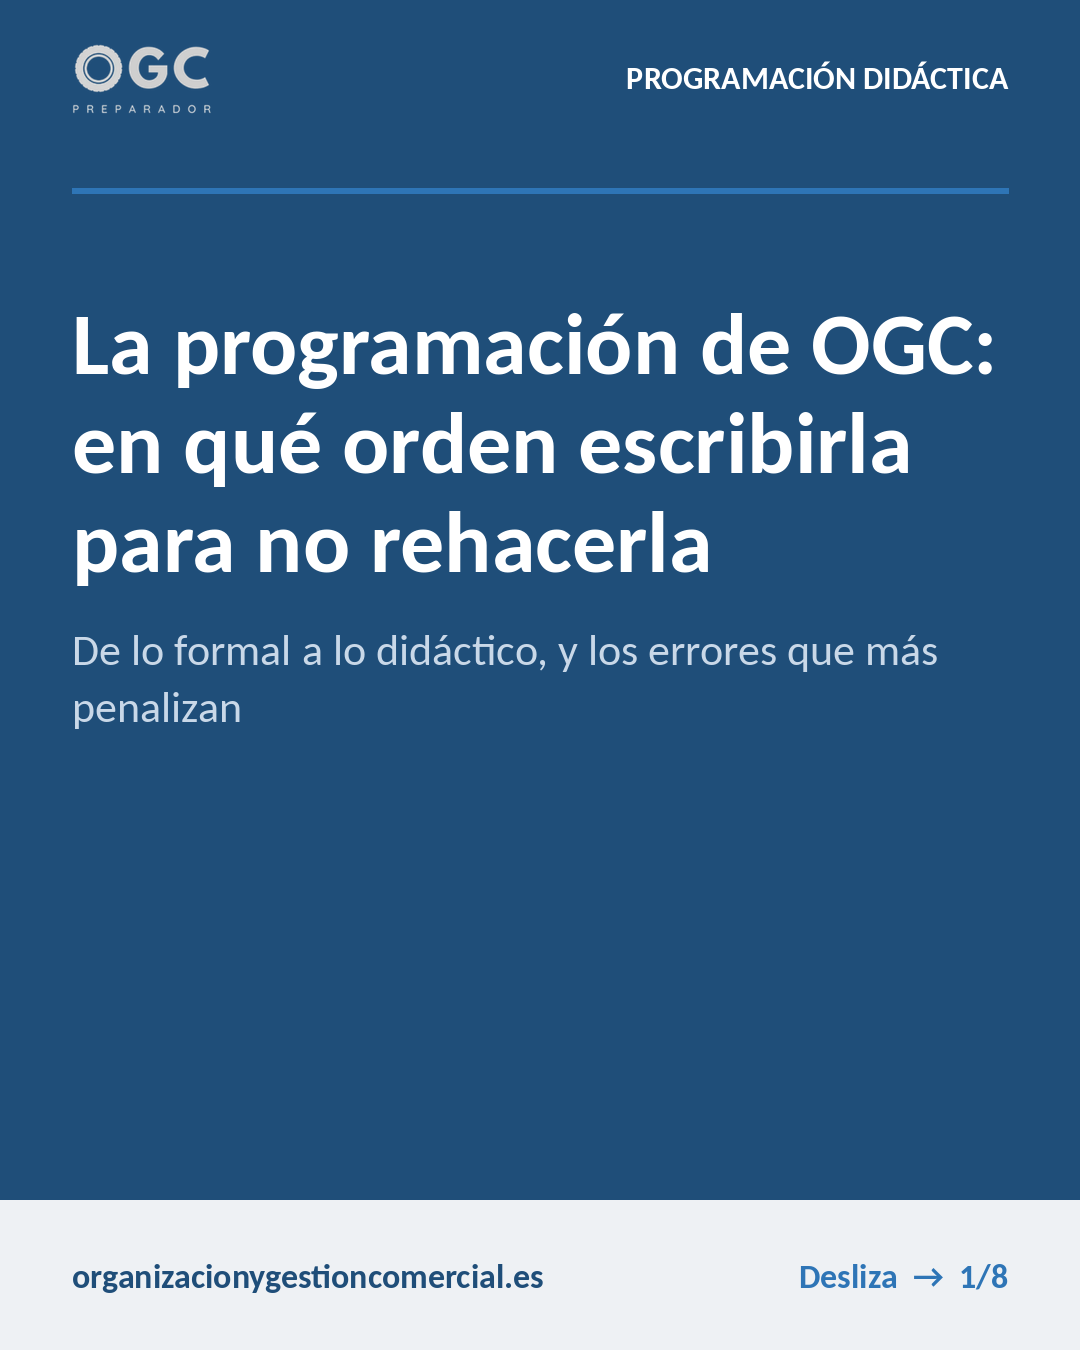 OGC
PREPARADOR
PROGRAMACIÓN DIDÁCTICA
La programación de OGC:
en qué orden escribirla
para no rehacerla
De lo formal a lo didáctico, y los errores que más
penalizan
organizacionygestioncomercial.es
Desliza → 1/8